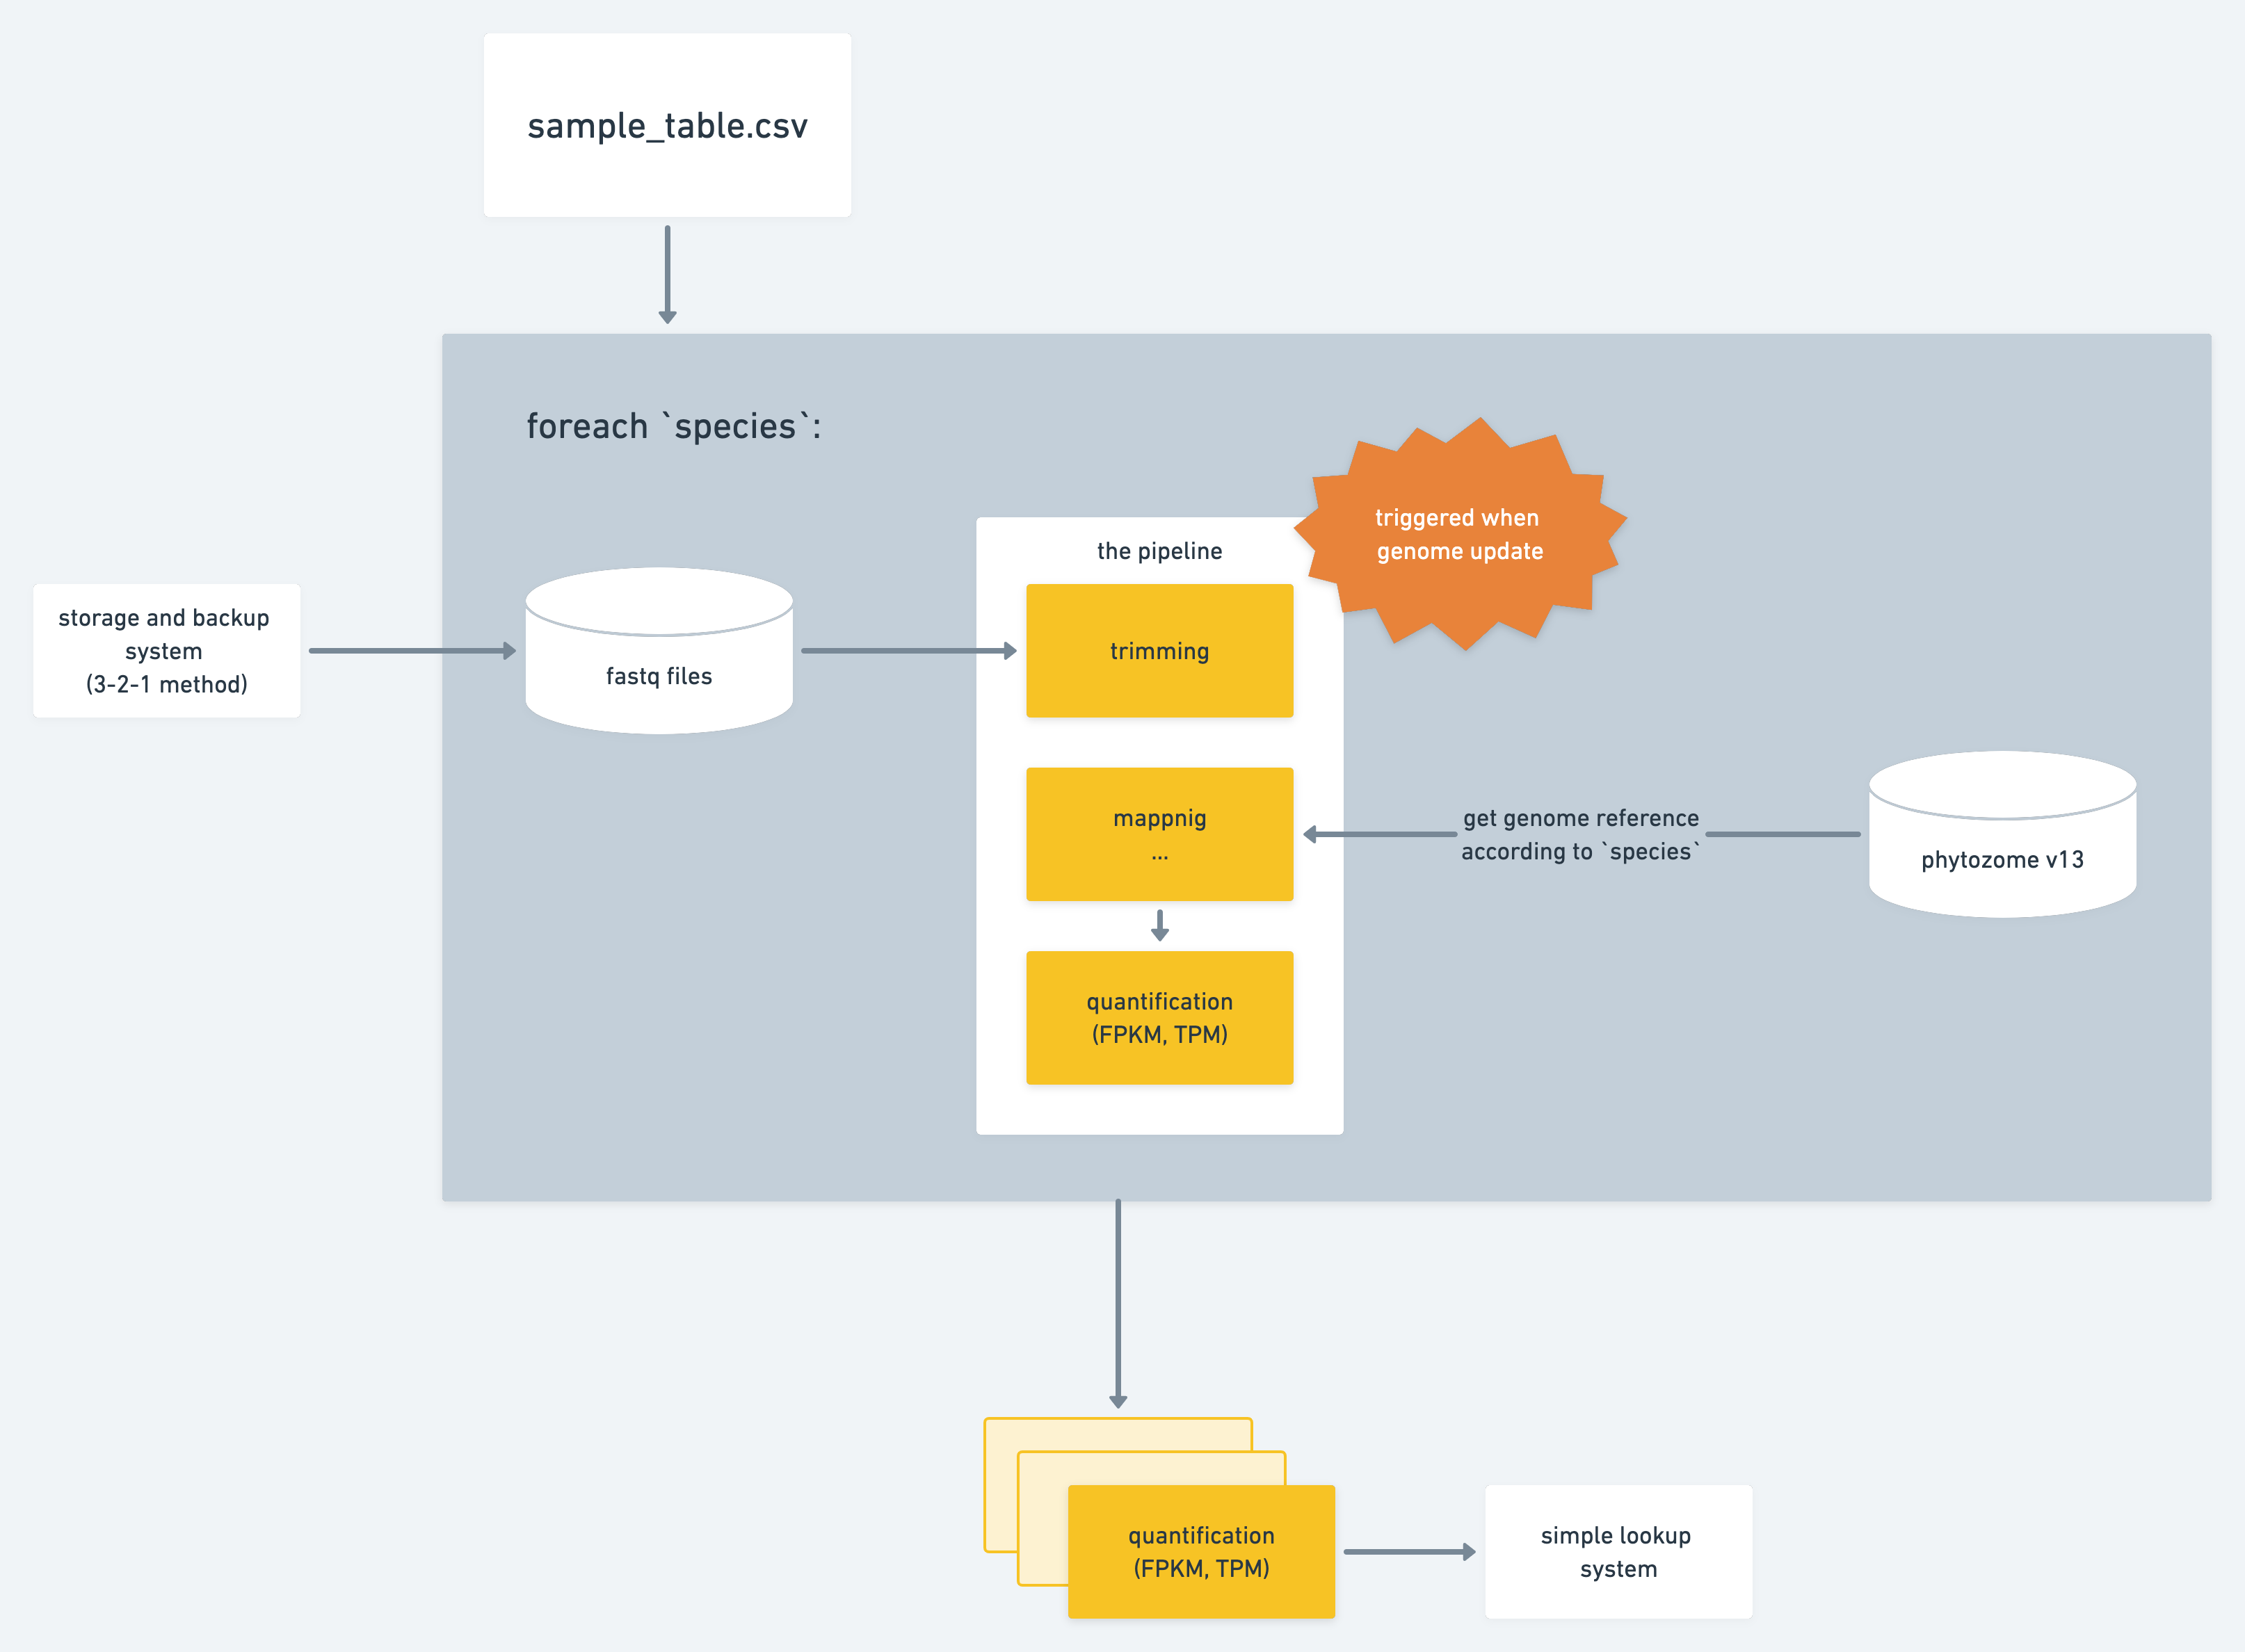 sample_table.csv
foreach `species`:
triggered when
genome update
the pipeline
storage and backup
system
(3-2-1 method)
fastq files
trimming
mappnig
...
get genome reference
according to `species`
phytozome v13
quantification
(FPKM, TPM)
quantification
(FPKM, TPM)
simple lookup
system